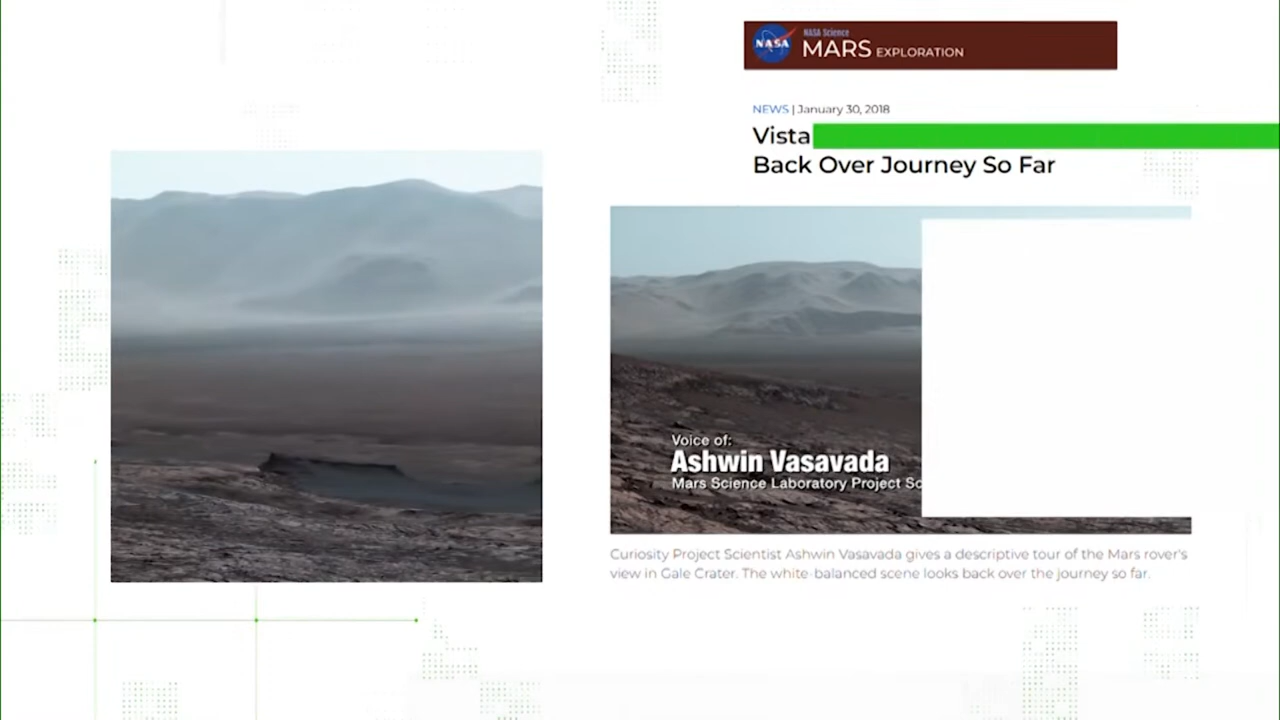 NASA
NASA Science
MARS EXPLORATION
NEWS | January 30, 2018
Vista
Back Over Journey So Far
Voice of:
Ashwin Vasavada
Mars Science Laboratory Project
Curiosity Project Scientist Ashwin Vasavada gives a descriptive tour of the Mars rover's
view in Gale Crater. The white-balanced scene looks back over the journey so far.